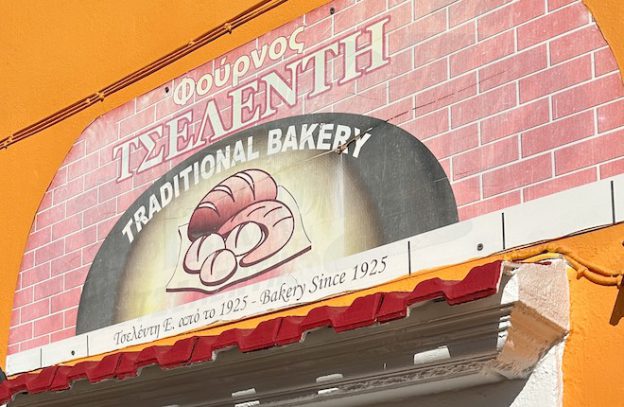 Φούρνος
ΤΣΕΛΕΝΤΗ
TRADITIONAL BAKERY
Τσελέντη Ε. από το 1925 - Bakery Since 1925